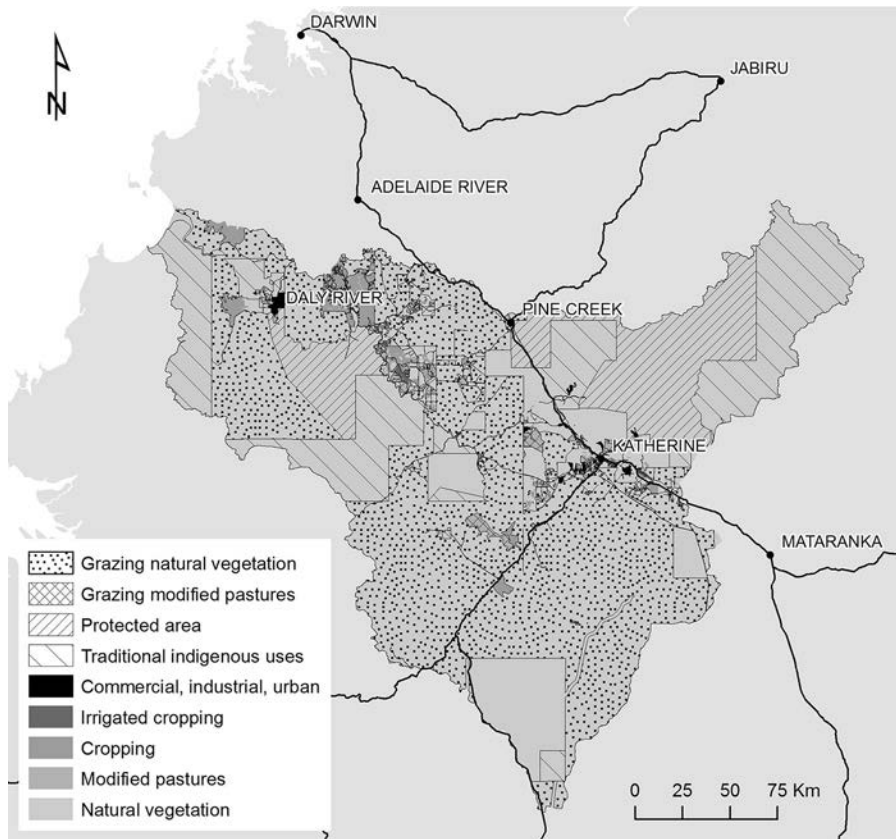 DARWIN
JABIRU
N
ADELAIDE RIVER
DALY RIVER
PINE CREEK
KATHERINE
MATARANKA
Grazing natural vegetation
Grazing modified pastures
Protected area
Traditional indigenous uses
Commercial, industrial, urban
Irrigated cropping
Cropping
Modified pastures
Natural vegetation
0 25 50 75 Km